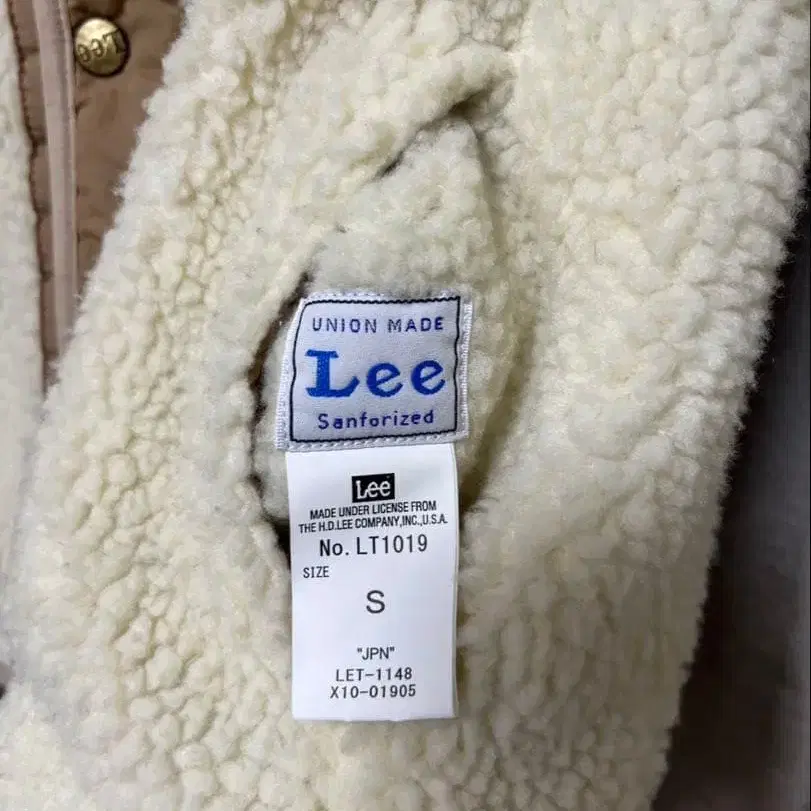 Lee
UNION MADE
Lee
Sanforized
Lee
MADE UNDER LICENSE FROM
THE H.D.LEE COMPANY,INC.,U.S.A.
No. LT1019
SIZE
S
"JPN"
LET-1148
X10-01905